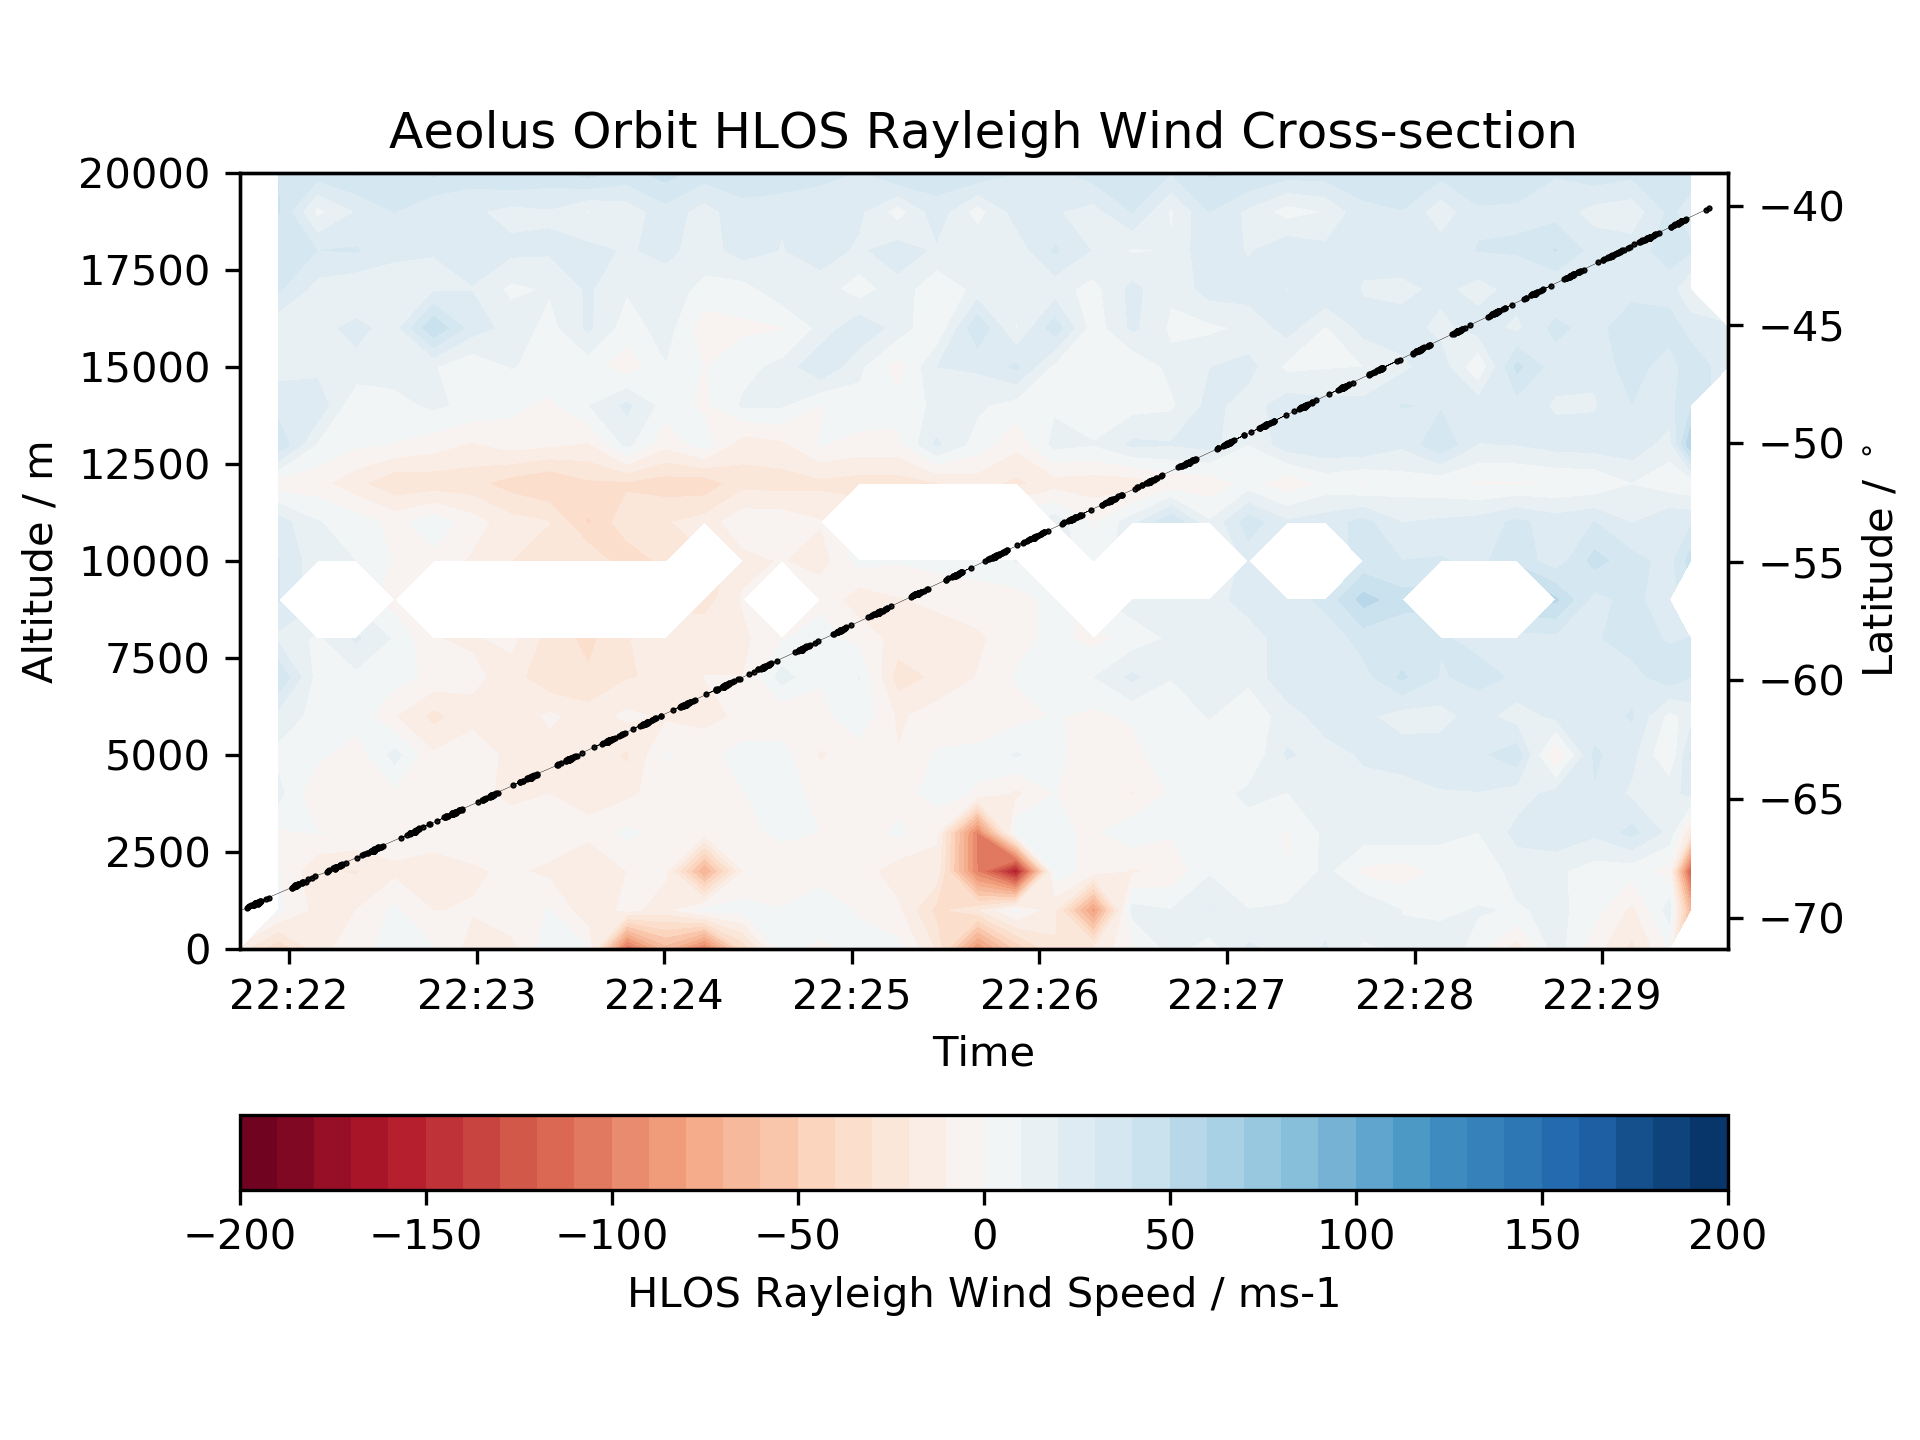 Aeolus Orbit HLOS Rayleigh Wind Cross-section
20000
17500
15000
12500
10000
7500
5000
2500
0
Altitude / m
−40
−45
−50
−55
−60
−65
−70
Latitude / °
22:22 22:23 22:24 22:25 22:26 22:27 22:28 22:29
Time
−200 −150 −100 −50 0 50 100 150 200
HLOS Rayleigh Wind Speed / ms-1